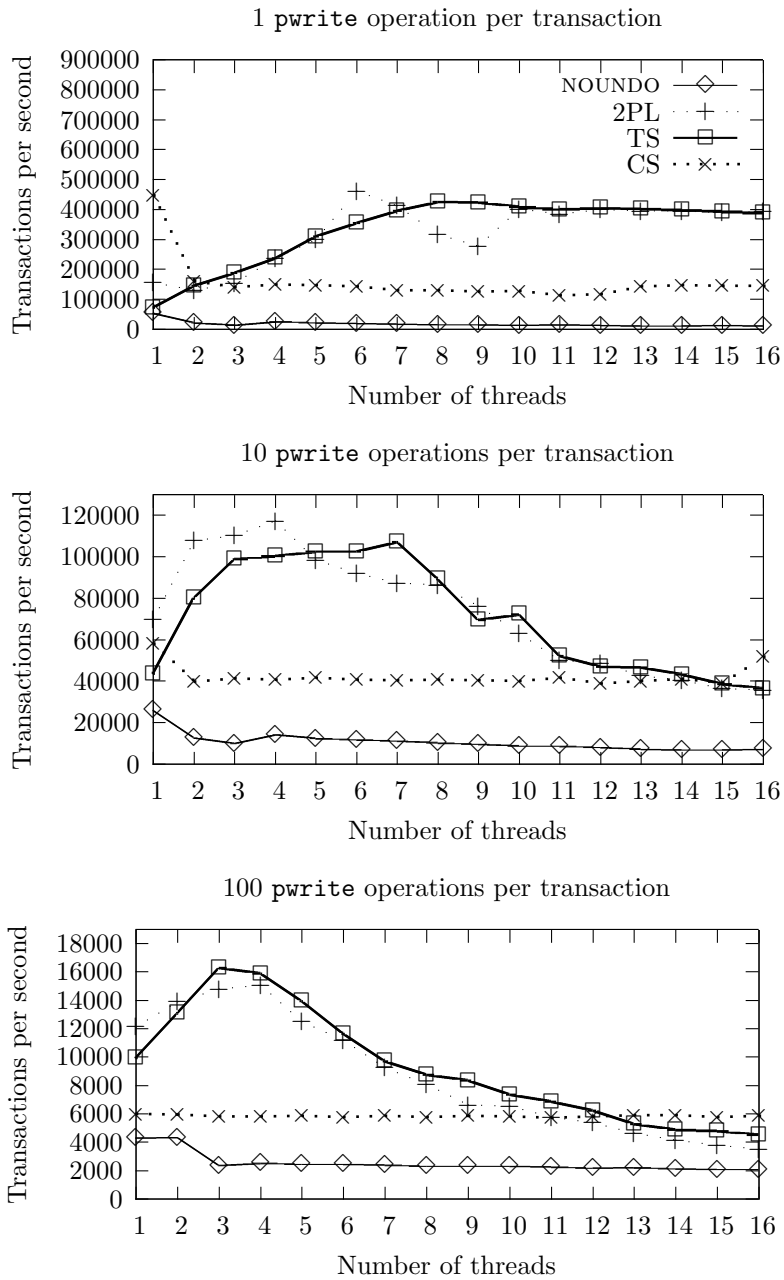 1 pwrite operation per transaction
900000
800000
700000
600000
500000
400000
300000
200000
100000
0
Transactions per second
NOUNDO
2PL
TS
CS
1 2 3 4 5 6 7 8 9 10 11 12 13 14 15 16
Number of threads
10 pwrite operations per transaction
120000
100000
80000
60000
40000
20000
0
Transactions per second
1 2 3 4 5 6 7 8 9 10 11 12 13 14 15 16
Number of threads
100 pwrite operations per transaction
18000
16000
14000
12000
10000
8000
6000
4000
2000
0
Transactions per second
1 2 3 4 5 6 7 8 9 10 11 12 13 14 15 16
Number of threads